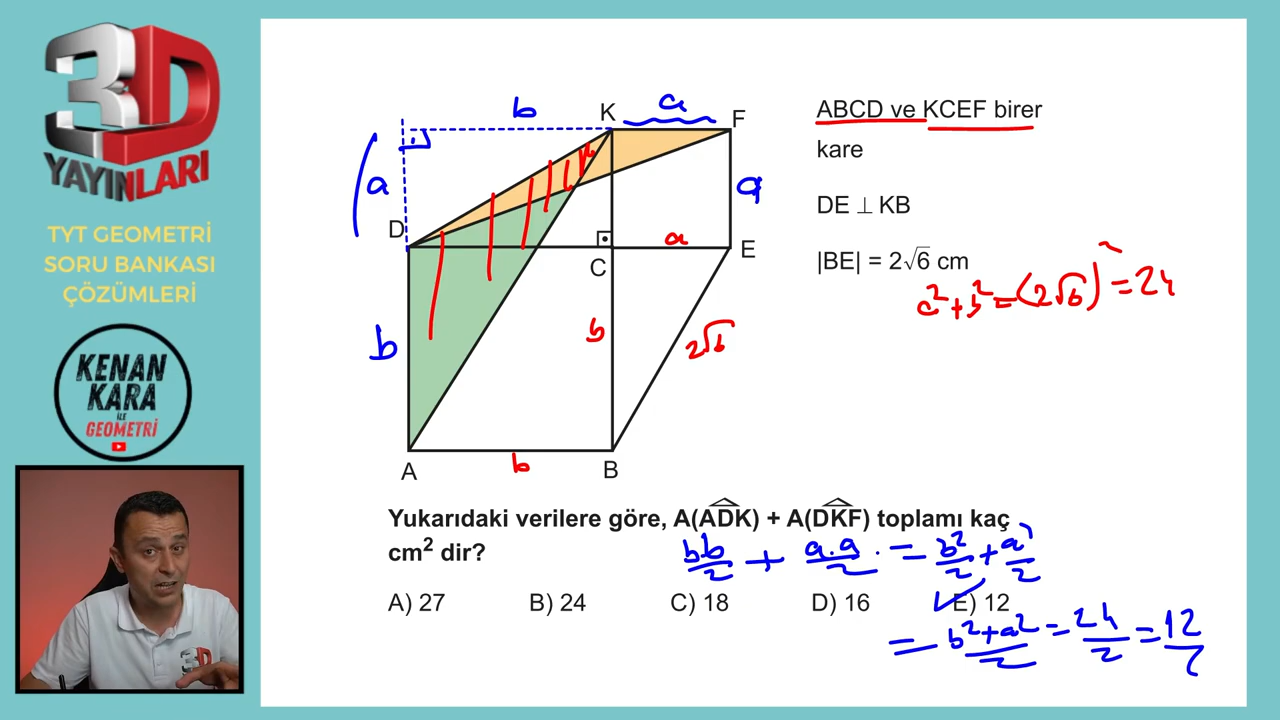 3D
YAYINLARI
TYT GEOMETRİ
SORU BANKASI
ÇÖZÜMLERİ
KENAN
KARA
İLE
GEOMETRİ
3D
b
K
a
F
a
a
D
a
C
E
b
b
2√6
A
b
B
ABCD ve KCEF birer
kare
DE ⊥ KB
|BE| = 2√6 cm
a² + b² = (2√6)² = 24
Yukarıdaki verilere göre, A(ADK) + A(DKF) toplamı kaç
cm² dir?
b.b/2 + a.a/2 = b²/2 + a²/2
A) 27 B) 24 C) 18 D) 16 E) 12
= b²+a²/2 = 24/2 = 12